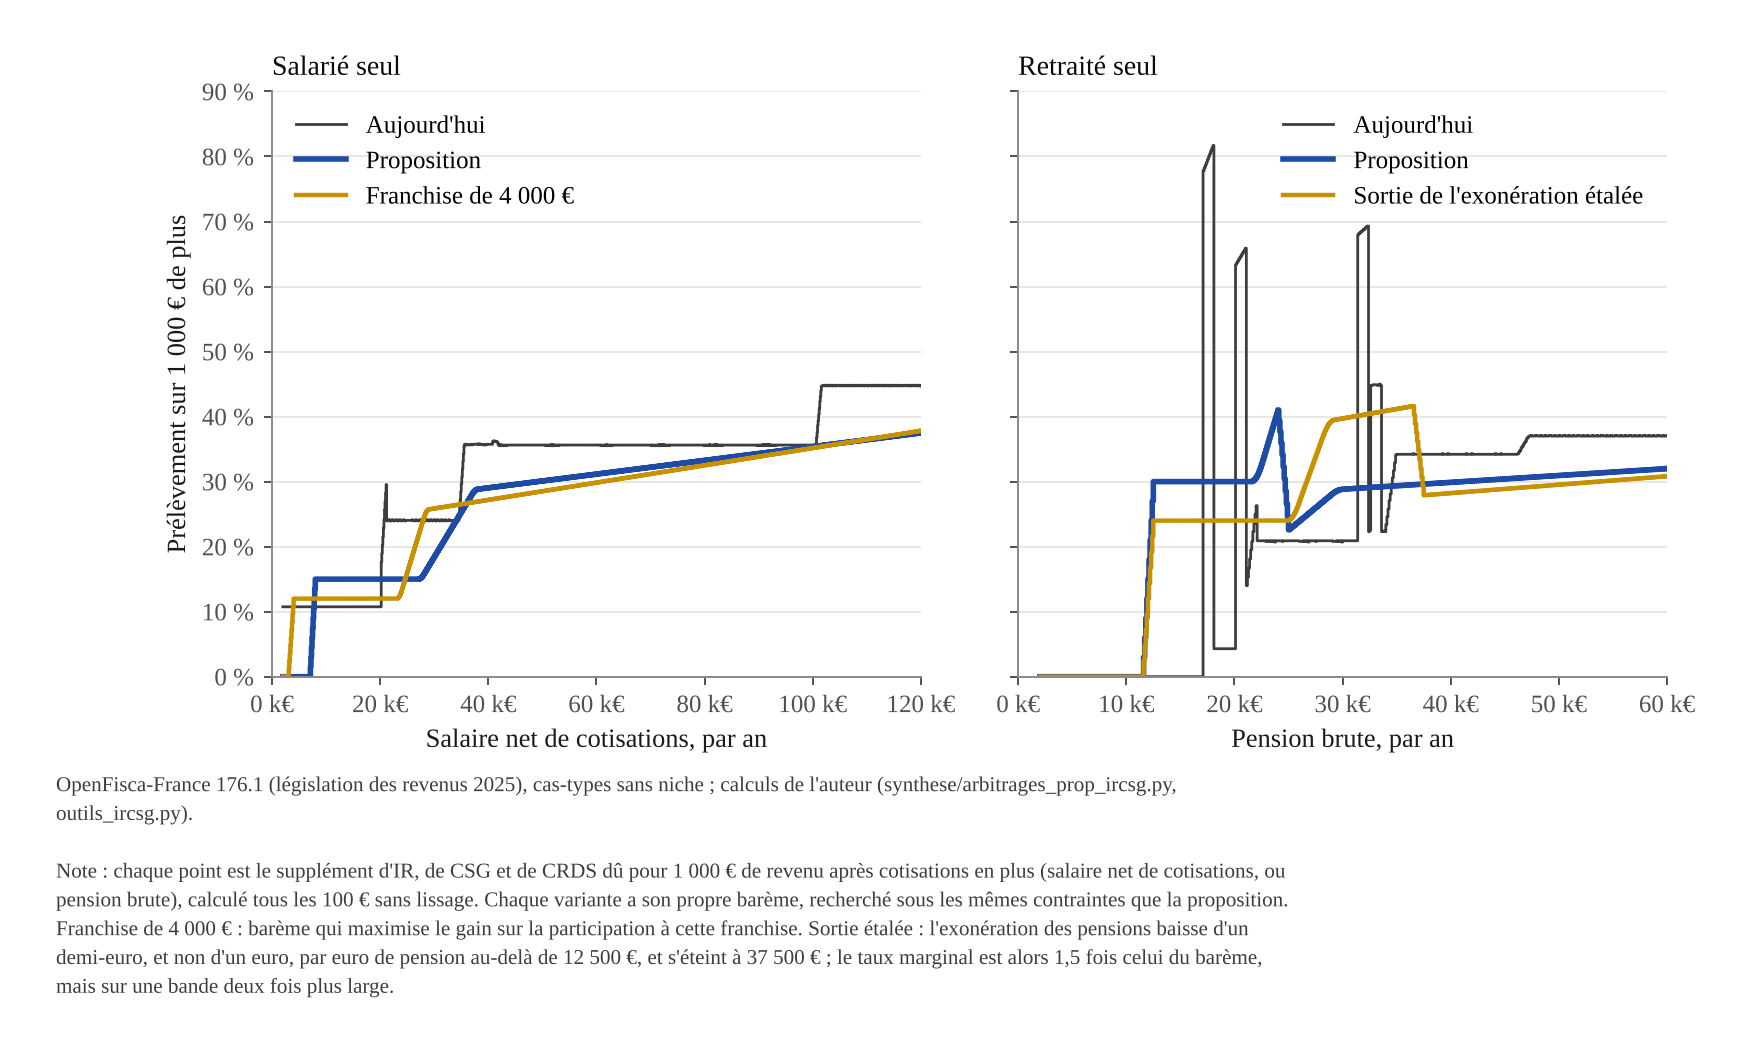 Salarié seul
Retraité seul
90 %
80 %
70 %
60 %
50 %
40 %
30 %
20 %
10 %
0 %
Prélèvement sur 1 000 € de plus
Aujourd'hui
Proposition
Franchise de 4 000 €
Aujourd'hui
Proposition
Sortie de l'exonération étalée
0 k€ 20 k€ 40 k€ 60 k€ 80 k€ 100 k€ 120 k€
0 k€ 10 k€ 20 k€ 30 k€ 40 k€ 50 k€ 60 k€
Salaire net de cotisations, par an
Pension brute, par an
OpenFisca-France 176.1 (législation des revenus 2025), cas-types sans niche ; calculs de l'auteur (synthese/arbitrages_prop_ircsg.py,
outils_ircsg.py).
Note : chaque point est le supplément d'IR, de CSG et de CRDS dû pour 1 000 € de revenu après cotisations en plus (salaire net de cotisations, ou
pension brute), calculé tous les 100 € sans lissage. Chaque variante a son propre barème, recherché sous les mêmes contraintes que la proposition.
Franchise de 4 000 € : barème qui maximise le gain sur la participation à cette franchise. Sortie étalée : l'exonération des pensions baisse d'un
demi-euro, et non d'un euro, par euro de pension au-delà de 12 500 €, et s'éteint à 37 500 € ; le taux marginal est alors 1,5 fois celui du barème,
mais sur une bande deux fois plus large.